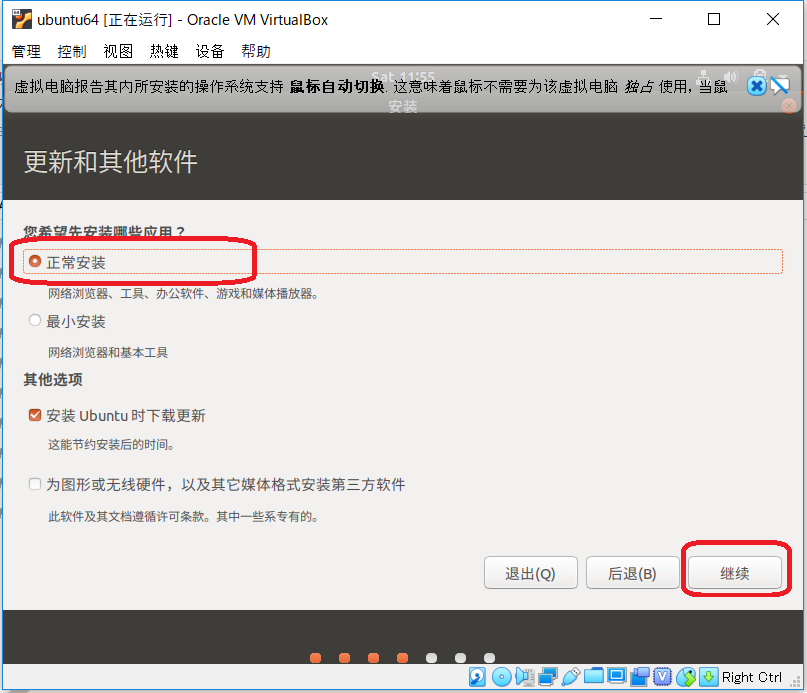 ubuntu64 [正在运行] - Oracle VM VirtualBox
管理 控制 视图 热键 设备 帮助
Sat 11:55
虚拟电脑报告其内所安装的操作系统支持 鼠标自动切换. 这意味着鼠标不需要为该虚拟电脑 独占 使用，当鼠
安装
更新和其他软件
您希望先安装哪些应用？
正常安装
网络浏览器、工具、办公软件、游戏和媒体播放器。
最小安装
网络浏览器和基本工具
其他选项
安装 Ubuntu 时下载更新
这能节约安装后的时间。
为图形或无线硬件，以及其它媒体格式安装第三方软件
此软件及其文档遵循许可条款。其中一些系专有的。
退出(Q) 后退(B) 继续
Right Ctrl